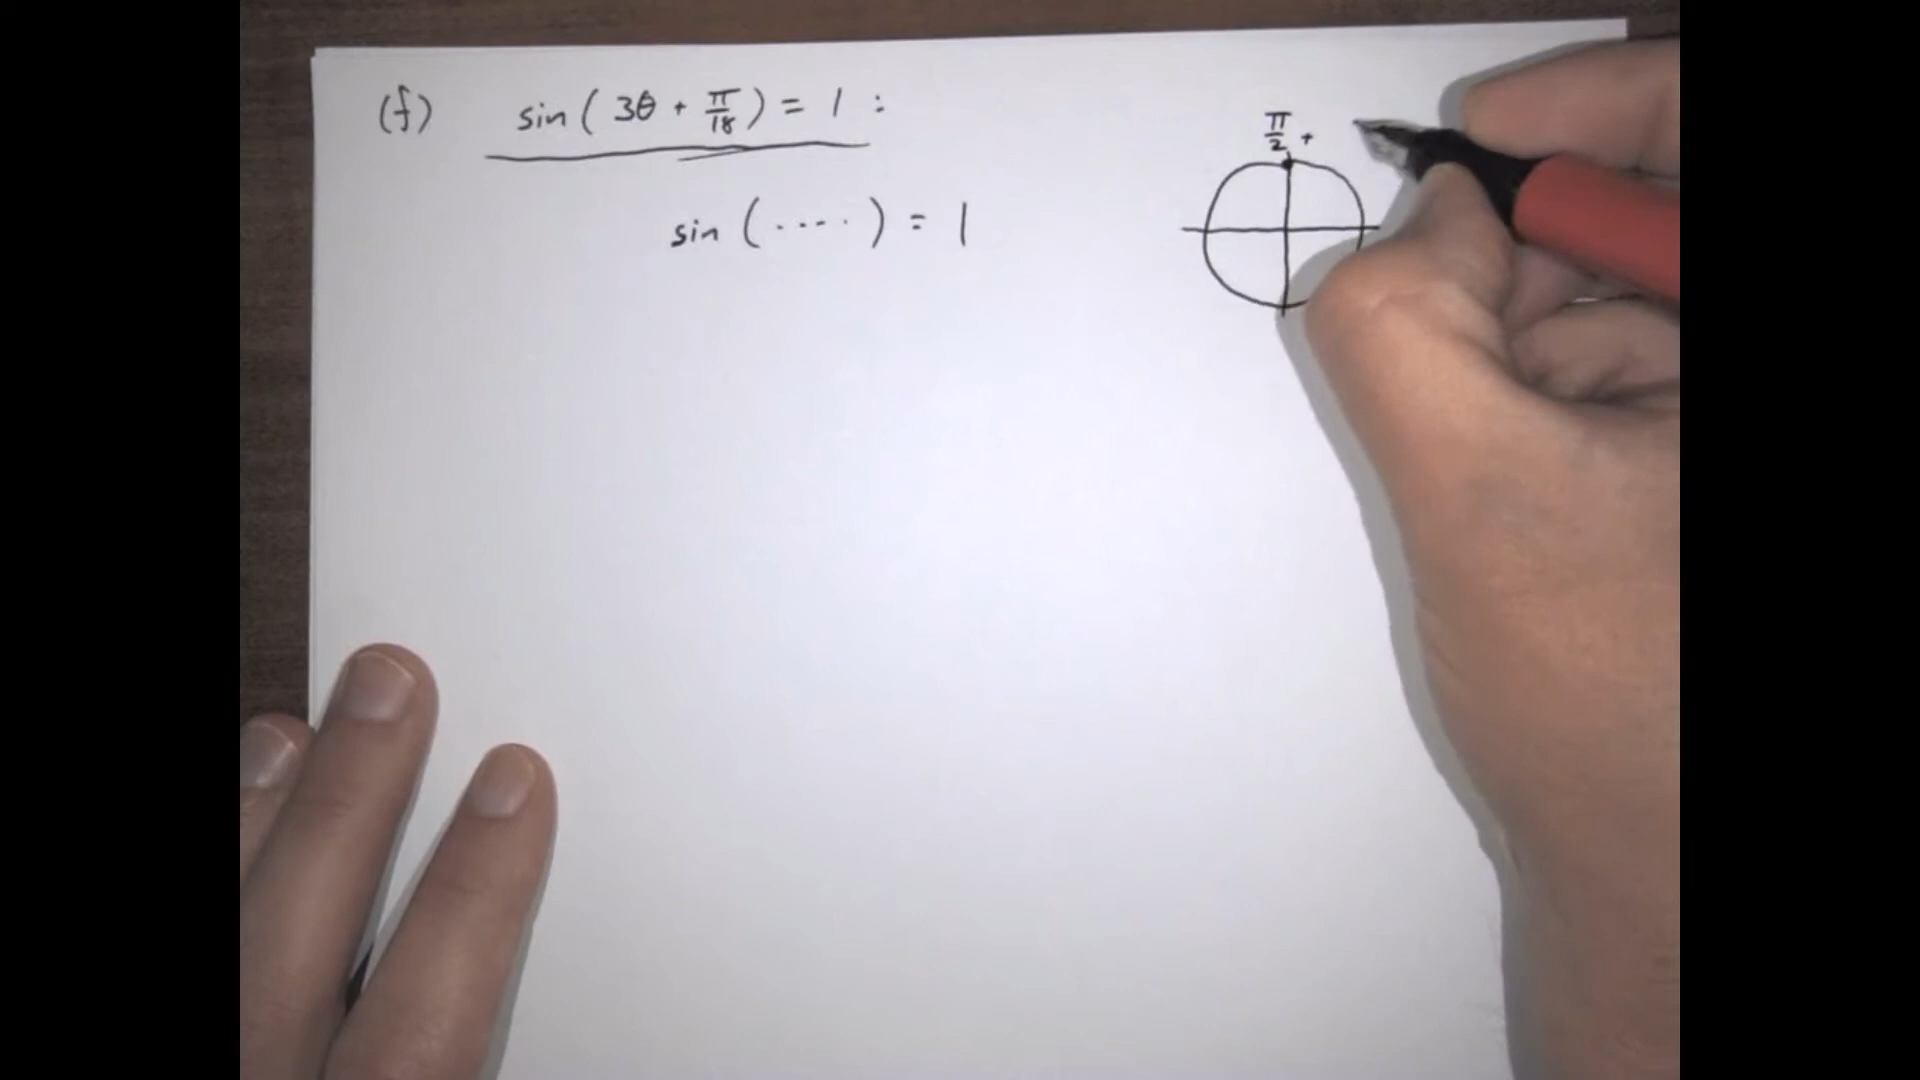 (f) sin(3θ + π/18) = 1 :
π/2 +
sin(····) = 1